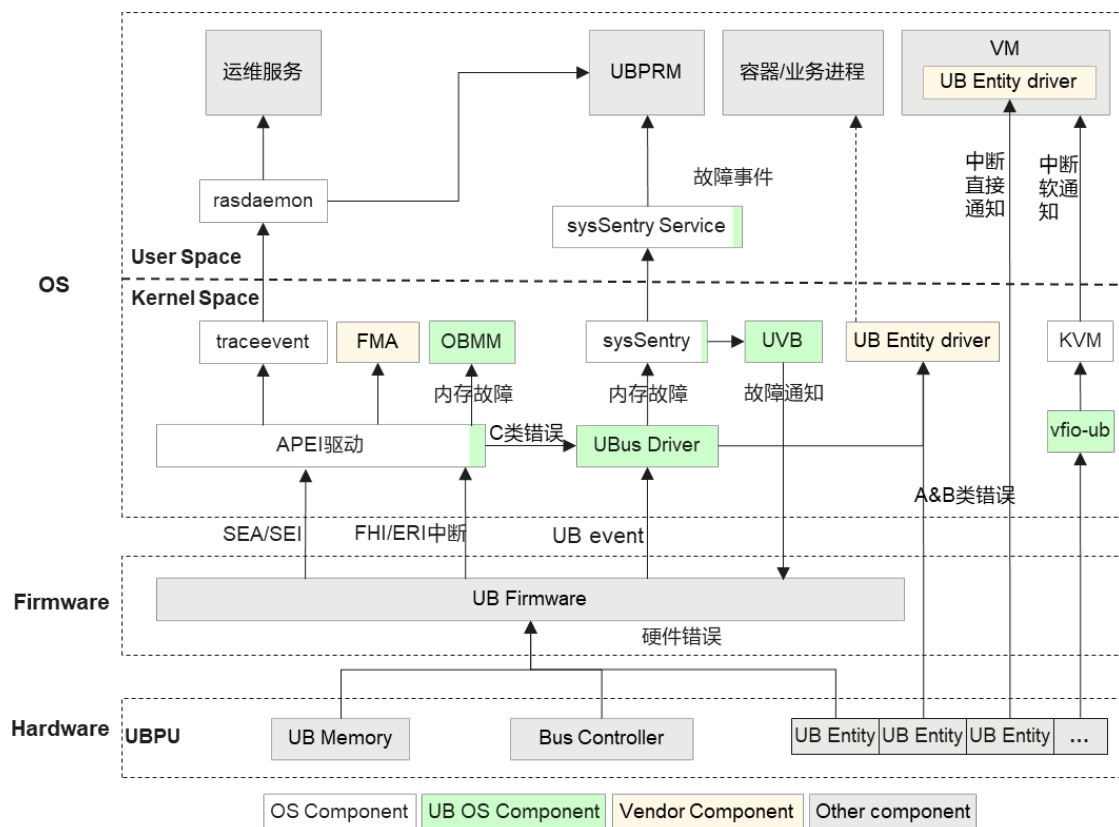 运维服务
UBPRM
容器/业务进程
VM
UB Entity driver
rasdaemon
故障事件
中断
直接
通知
中断
软通
知
sysSentry Service
User Space
OS
Kernel Space
traceevent
FMA
OBMM
sysSentry
UVB
UB Entity driver
KVM
内存故障
内存故障
故障通知
APEI驱动
C类错误
UBus Driver
vfio-ub
A&B类错误
SEA/SEI
FHI/ERI中断
UB event
Firmware
UB Firmware
硬件错误
Hardware
UBPU
UB Memory
Bus Controller
UB Entity
UB Entity
UB Entity
...
OS Component
UB OS Component
Vendor Component
Other component